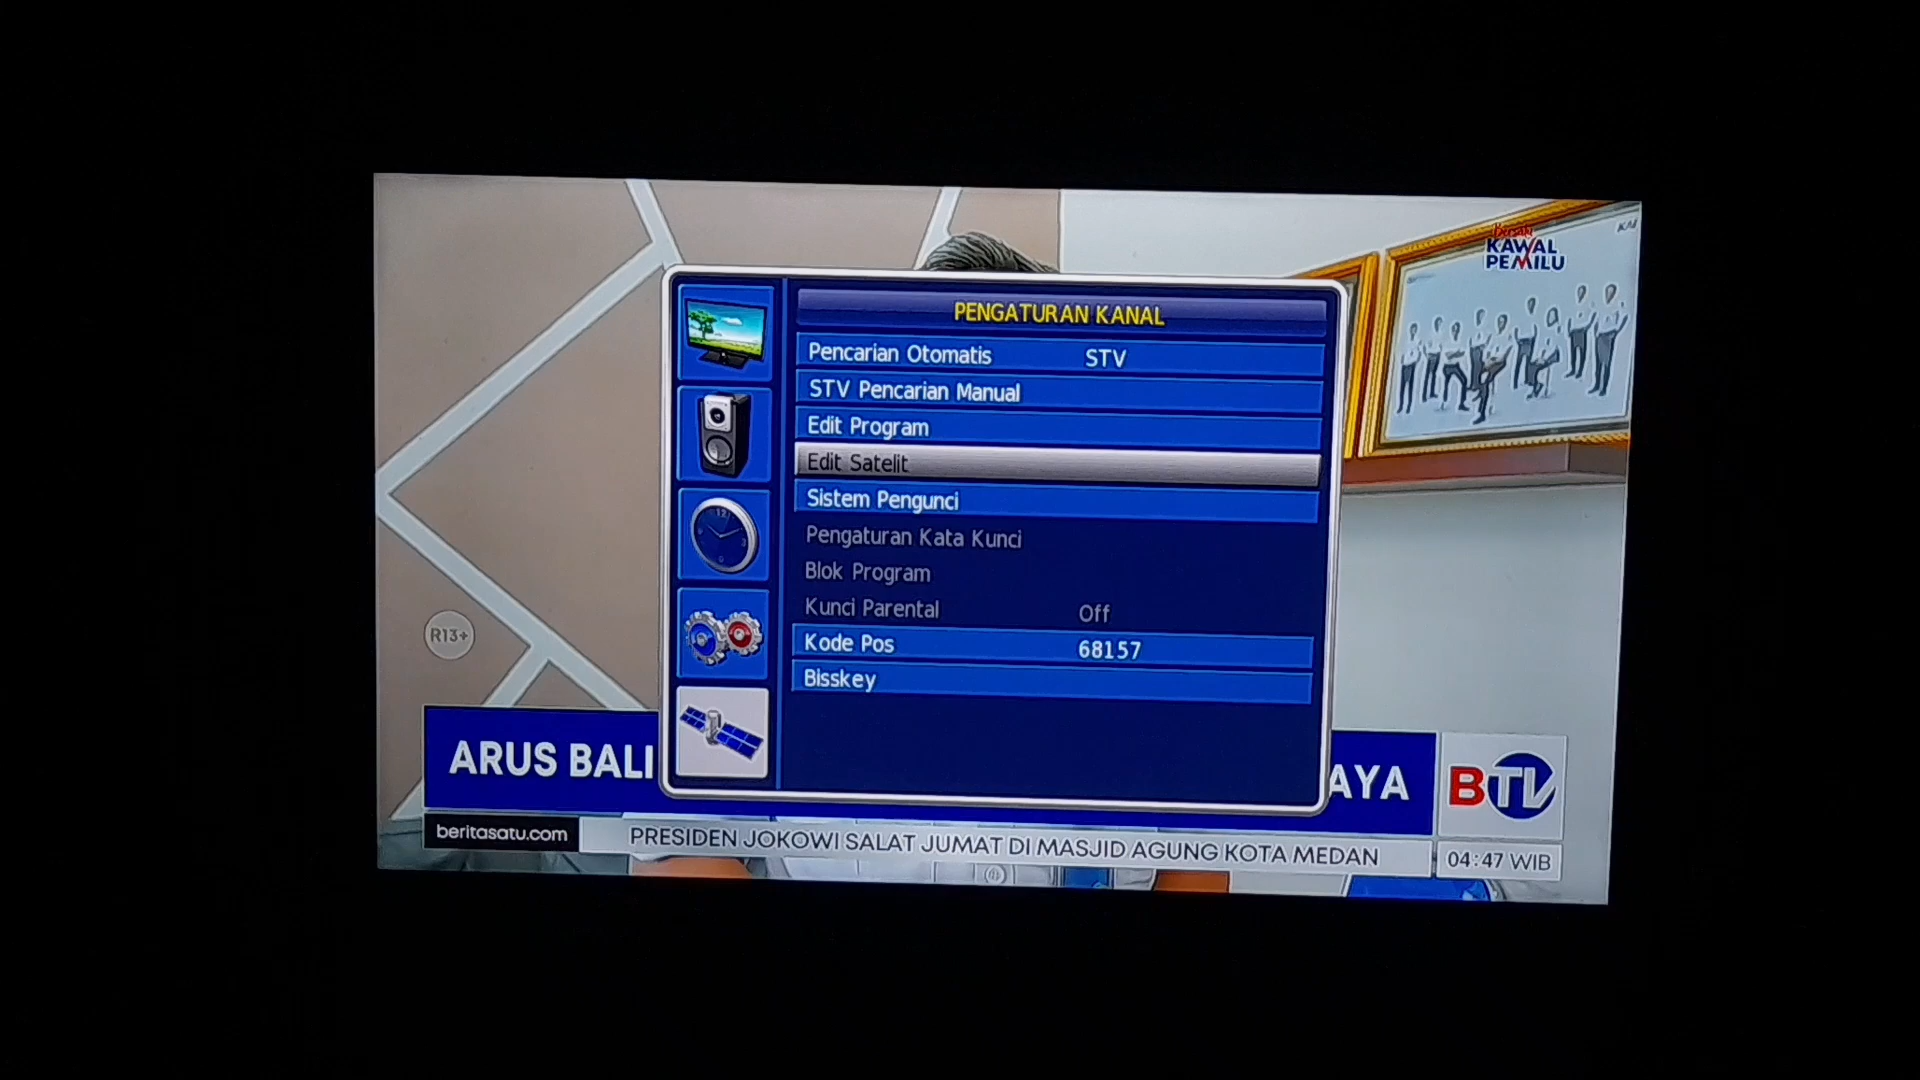 Bersatu
KAWAL
PEMILU
PENGATURAN KANAL
Pencarian Otomatis STV
STV Pencarian Manual
Edit Program
Edit Satelit
Sistem Pengunci
Pengaturan Kata Kunci
Blok Program
Kunci Parental Off
Kode Pos 68157
Bisskey
R13+
ARUS BALI
AYA
BTV
beritasatu.com
PRESIDEN JOKOWI SALAT JUMAT DI MASJID AGUNG KOTA MEDAN
04:47 WIB